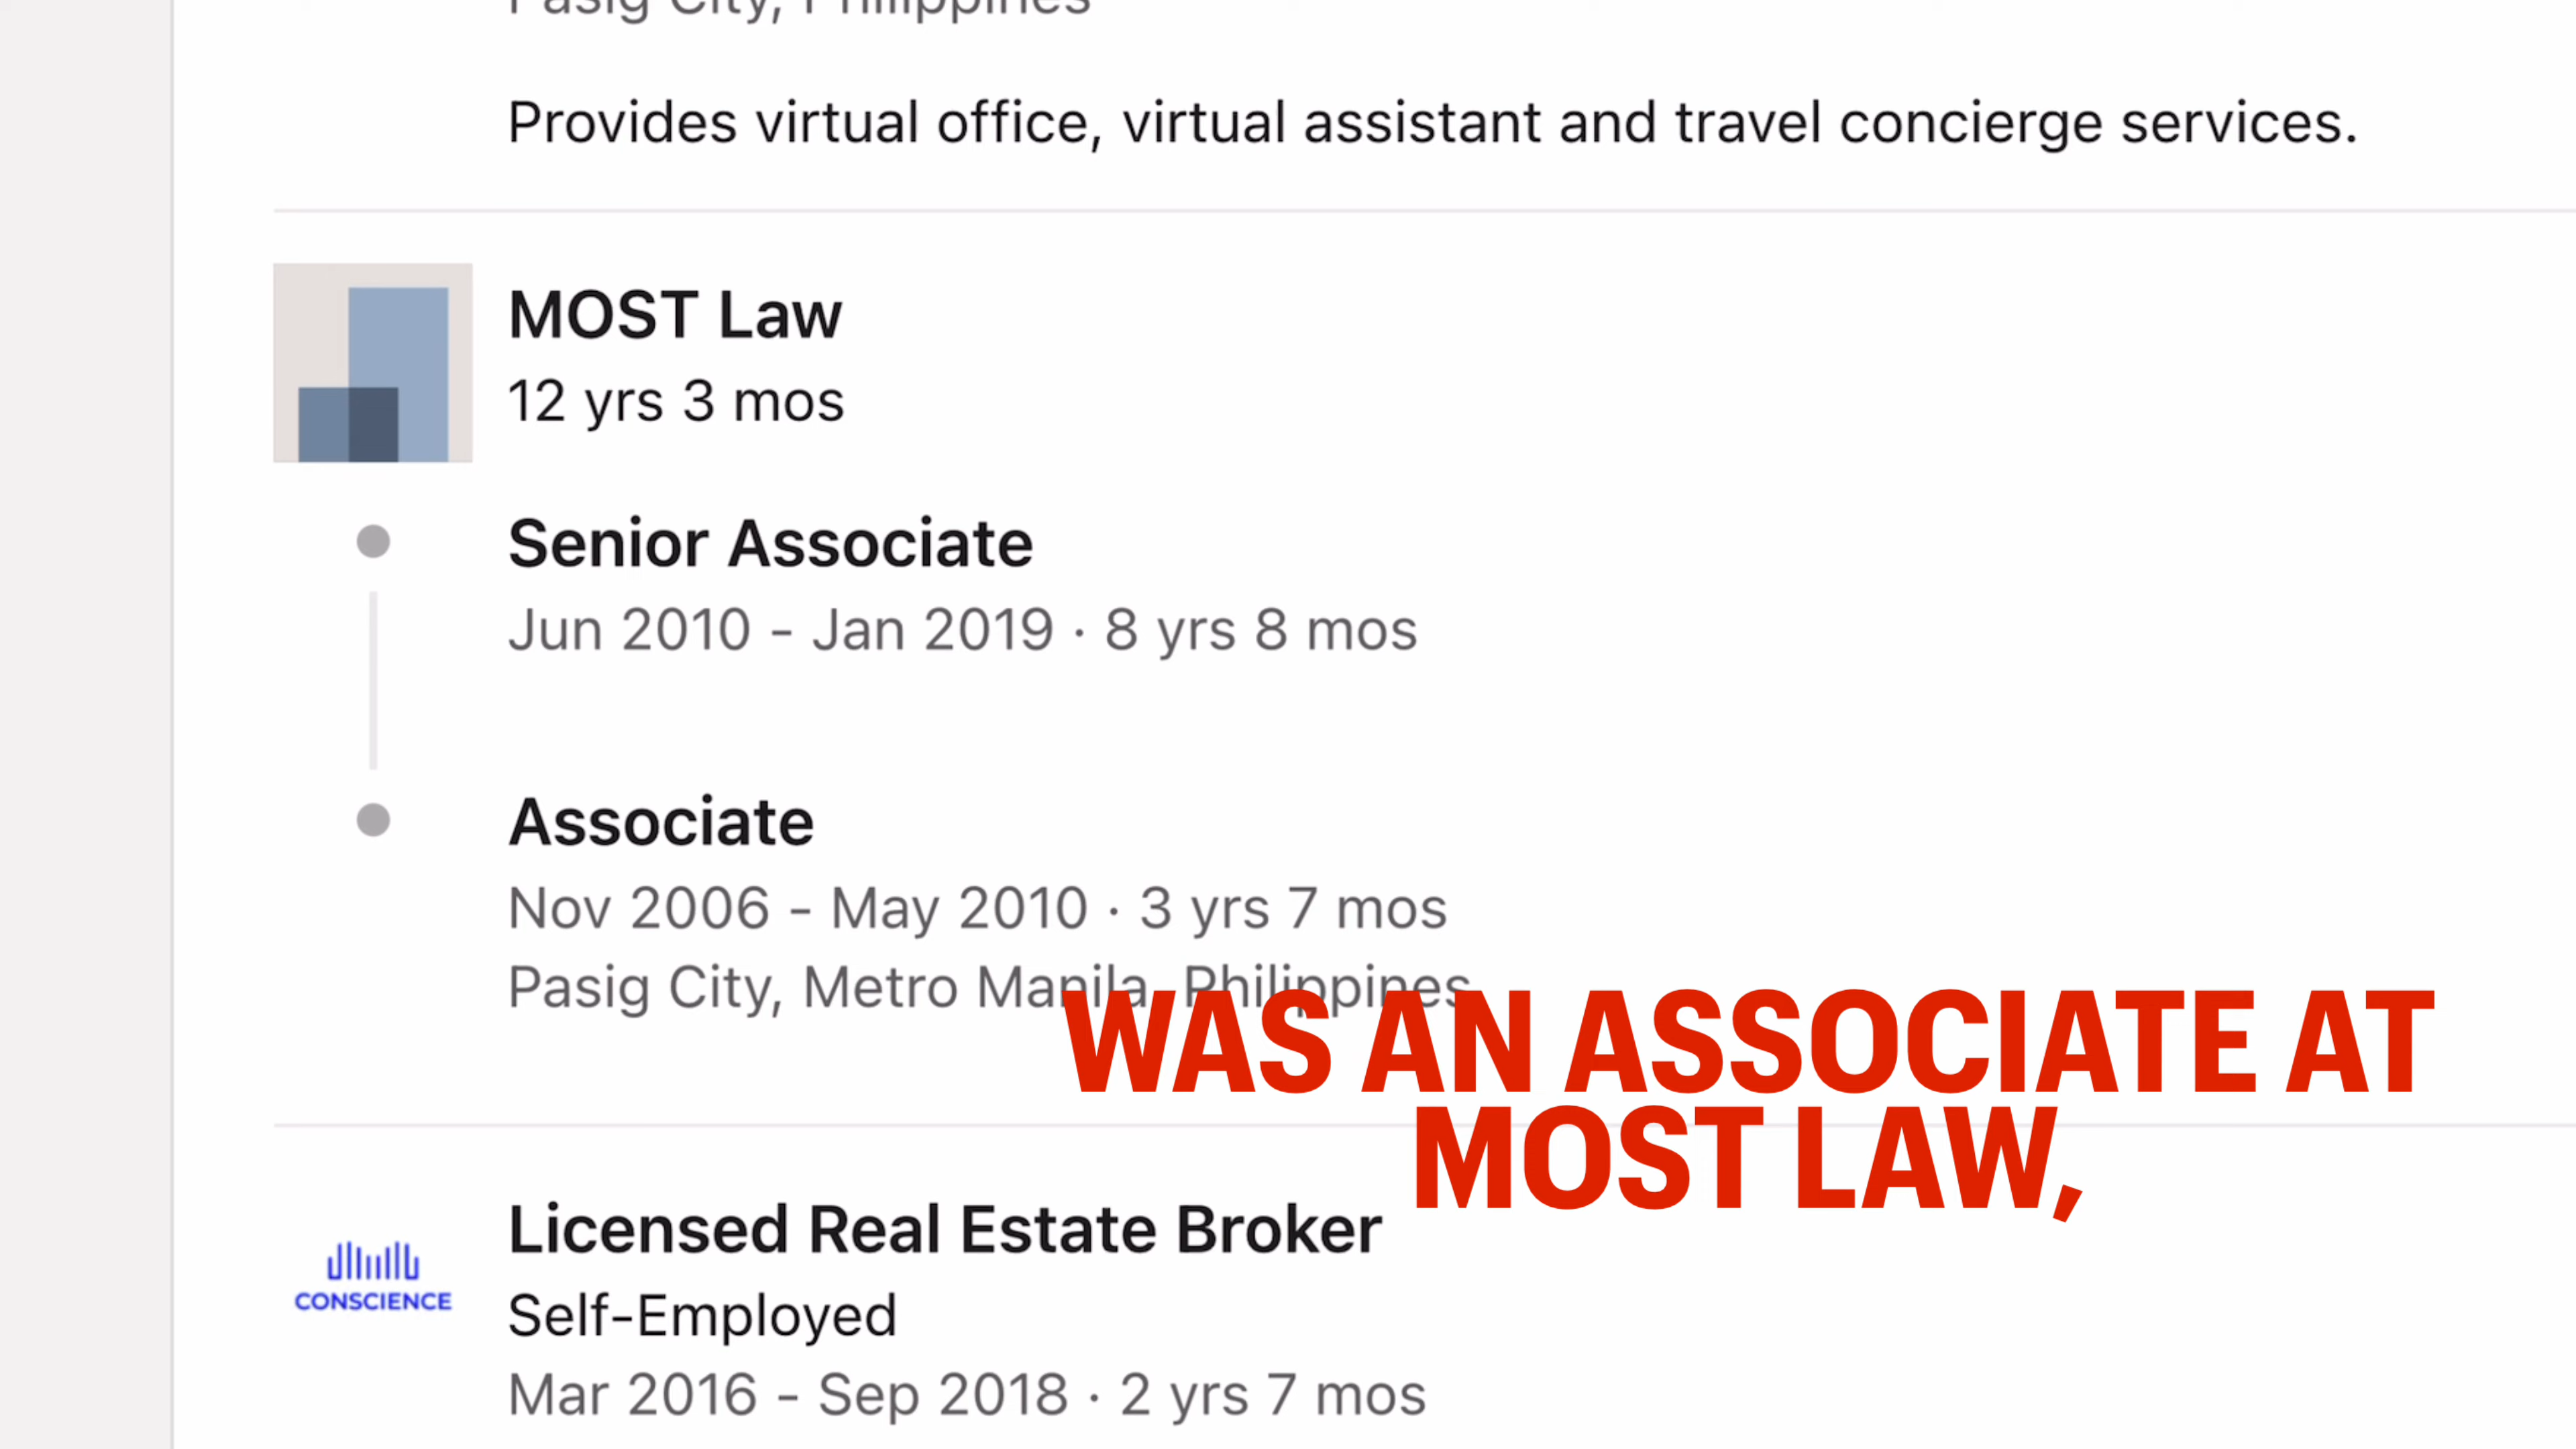 Pasig City, Philippines
Provides virtual office, virtual assistant and travel concierge services.
MOST Law
12 yrs 3 mos
Senior Associate
Jun 2010 - Jan 2019 · 8 yrs 8 mos
Associate
Nov 2006 - May 2010 · 3 yrs 7 mos
Pasig City, Metro Manila, Philippines
WAS AN ASSOCIATE AT
MOST LAW,
Licensed Real Estate Broker
CONSCIENCE
Self-Employed
Mar 2016 - Sep 2018 · 2 yrs 7 mos